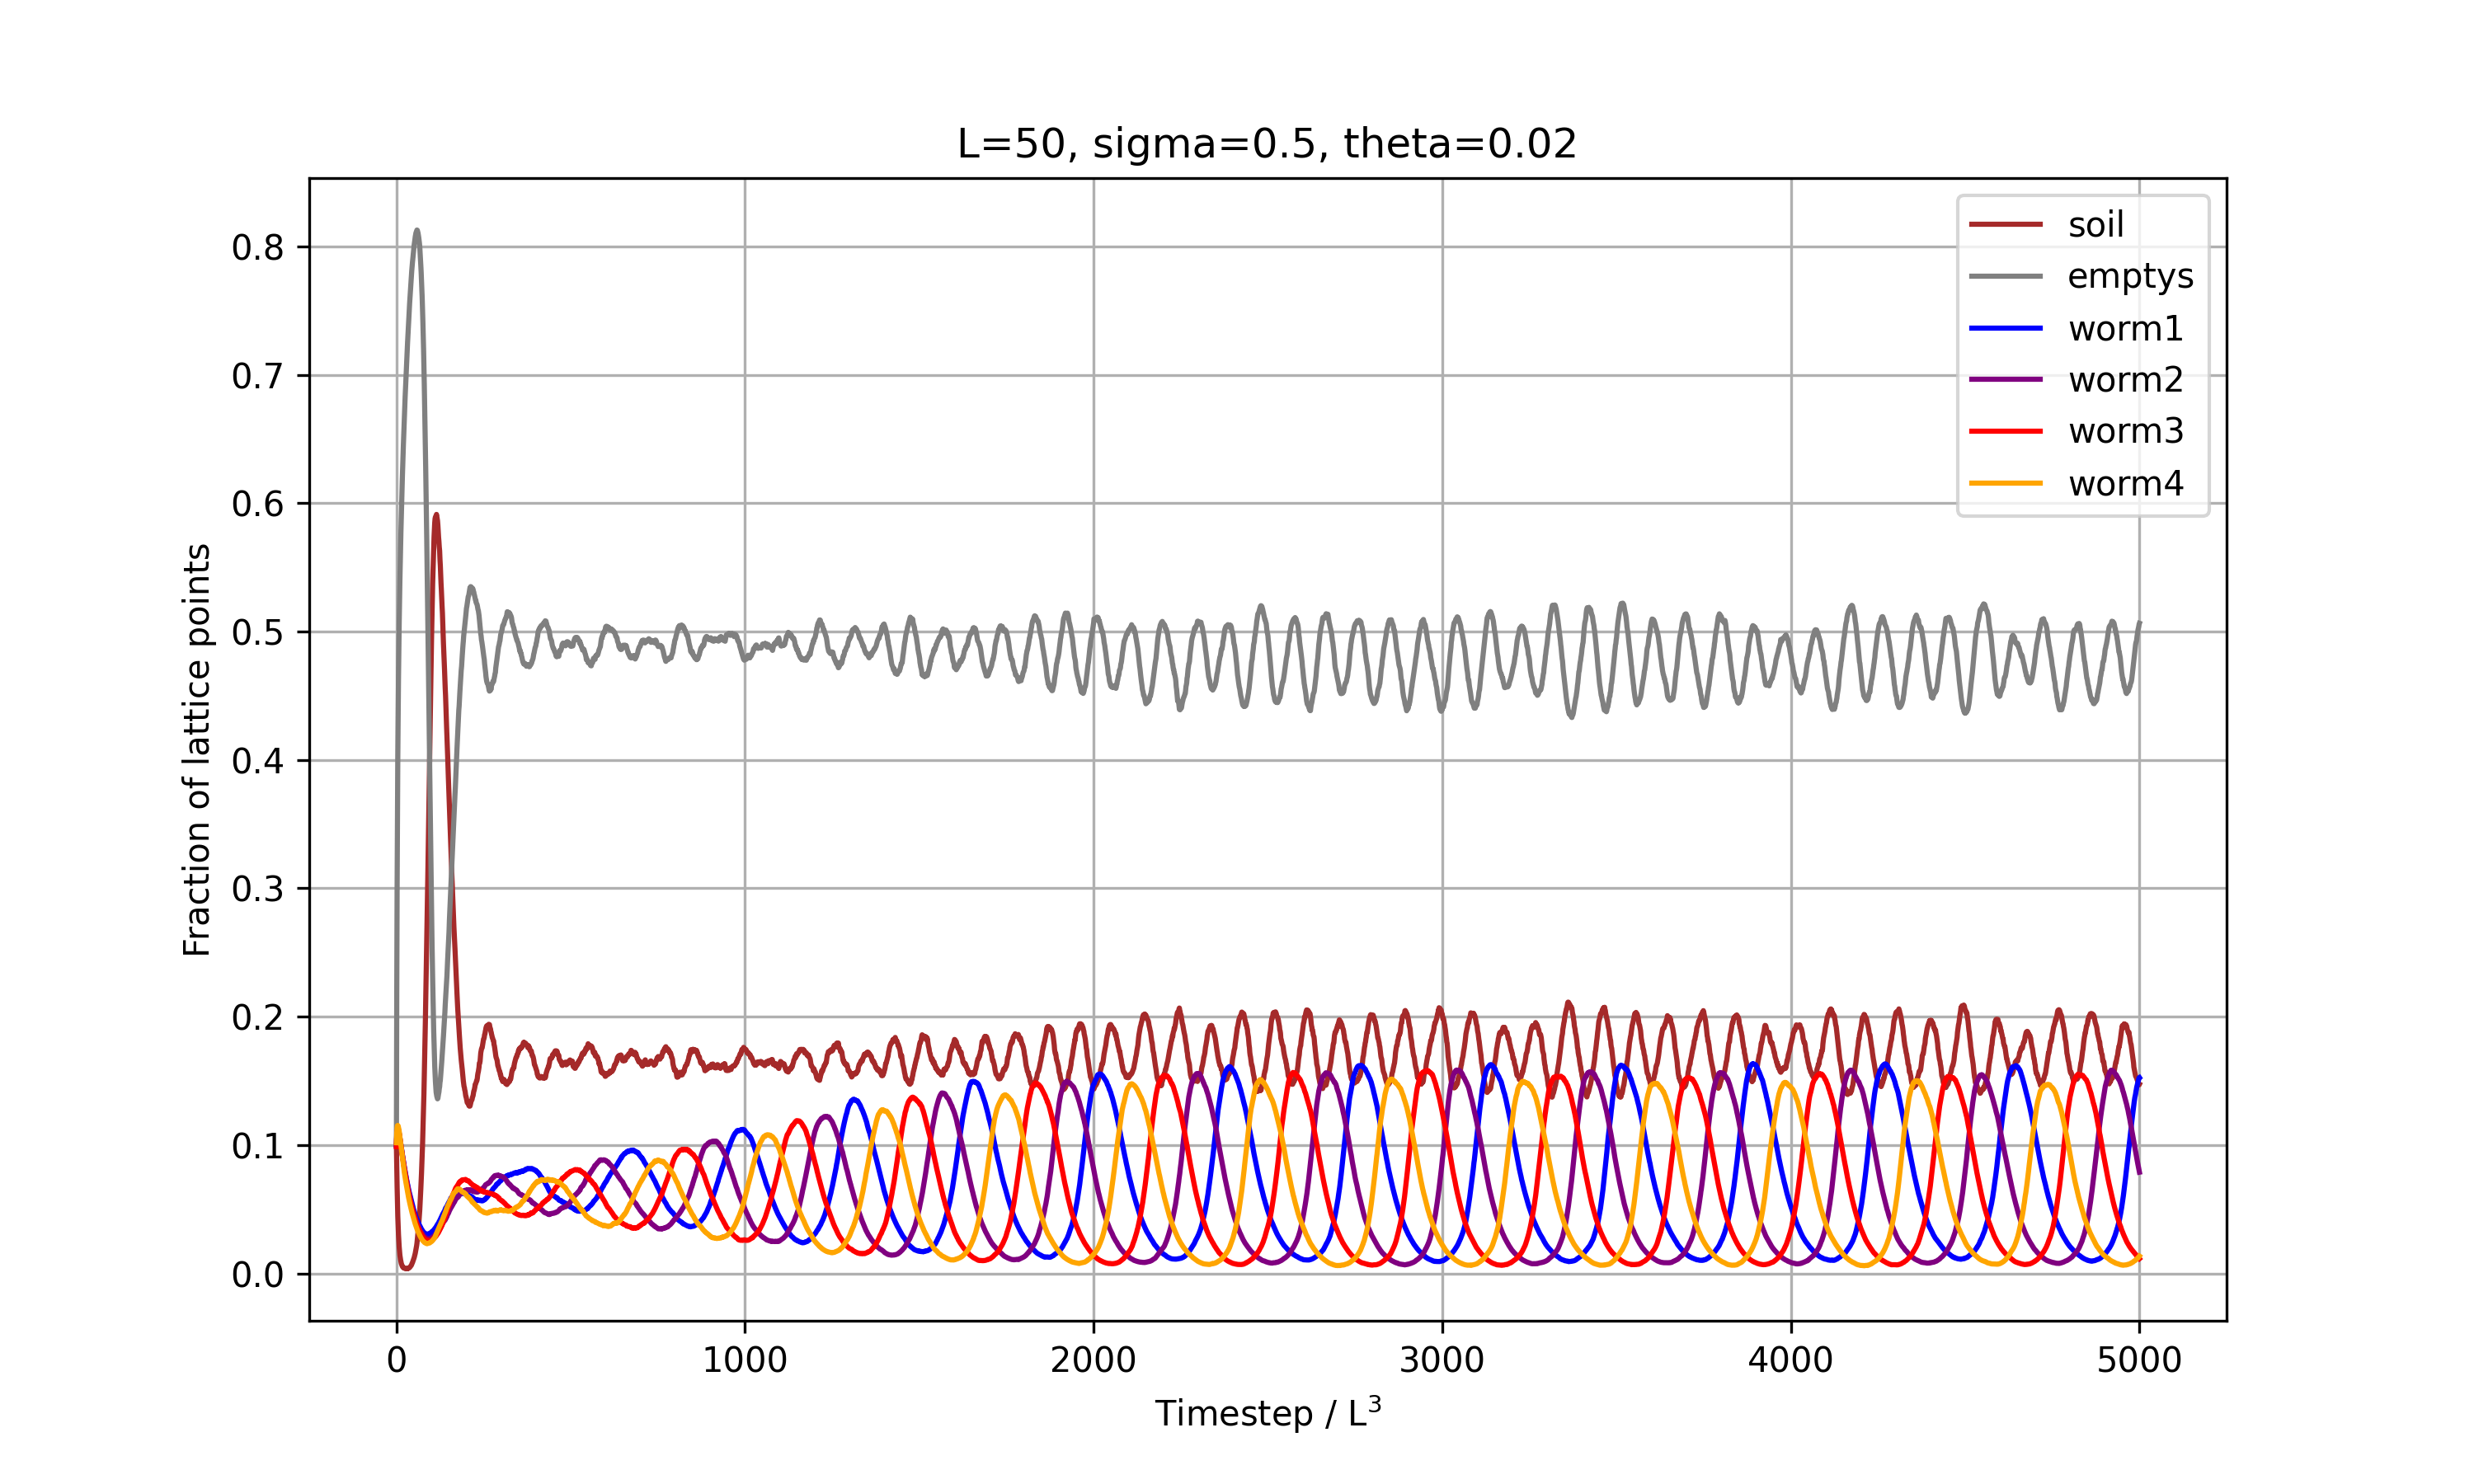 L=50, sigma=0.5, theta=0.02
soil
emptys
worm1
worm2
worm3
worm4
Fraction of lattice points
0.8
0.7
0.6
0.5
0.4
0.3
0.2
0.1
0.0
0
1000
2000
3000
4000
5000
Timestep / L³